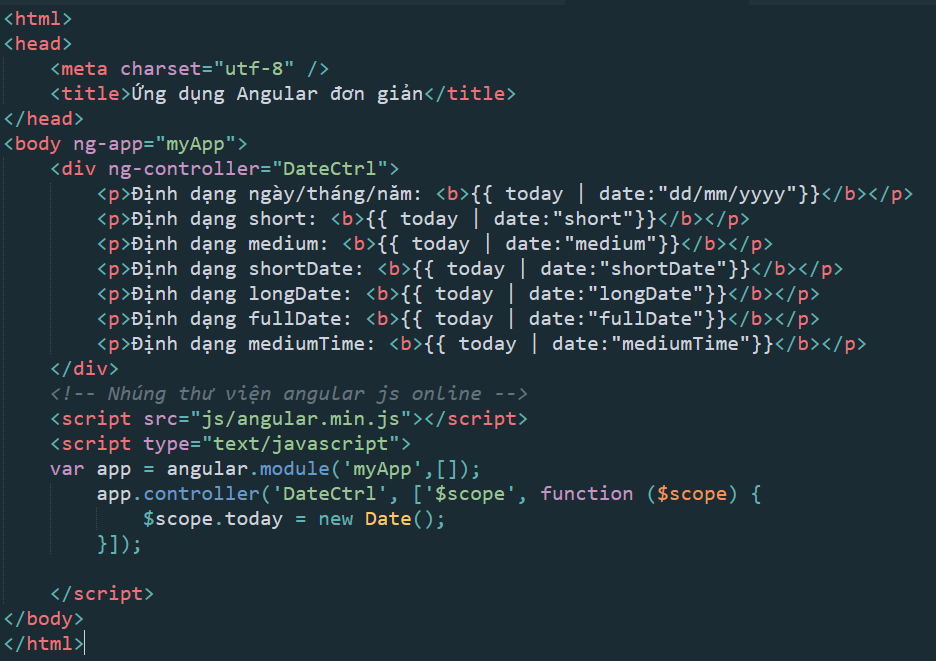 <html>
<head>
    <meta charset="utf-8" />
    <title>Ứng dụng Angular đơn giản</title>
</head>
<body ng-app="myApp">
    <div ng-controller="DateCtrl">
        <p>Định dạng ngày/tháng/năm: <b>{{ today | date:"dd/mm/yyyy"}}</b></p>
        <p>Định dạng short: <b>{{ today | date:"short"}}</b></p>
        <p>Định dạng medium: <b>{{ today | date:"medium"}}</b></p>
        <p>Định dạng shortDate: <b>{{ today | date:"shortDate"}}</b></p>
        <p>Định dạng longDate: <b>{{ today | date:"longDate"}}</b></p>
        <p>Định dạng fullDate: <b>{{ today | date:"fullDate"}}</b></p>
        <p>Định dạng mediumTime: <b>{{ today | date:"mediumTime"}}</b></p>
    </div>
    <!-- Nhúng thư viện angular js online -->
    <script src="js/angular.min.js"></script>
    <script type="text/javascript">
    var app = angular.module('myApp',[]);
        app.controller('DateCtrl', ['$scope', function ($scope) {
            $scope.today = new Date();
        }]);

    </script>
</body>
</html>